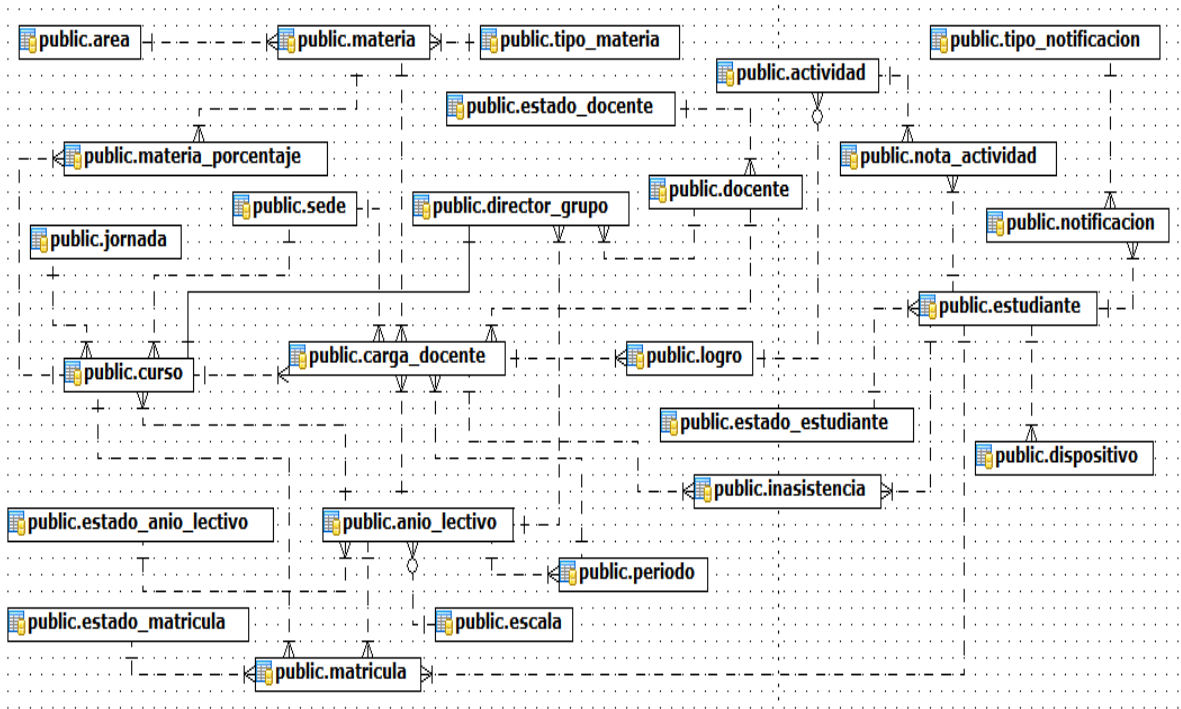 public.area
public.materia
public.tipo_materia
public.tipo_notificacion
public.actividad
public.estado_docente
public.materia_porcentaje
public.nota_actividad
public.docente
public.sede
public.director_grupo
public.notificacion
public.jornada
public.estudiante
public.carga_docente
public.logro
public.curso
public.estado_estudiante
public.dispositivo
public.inasistencia
public.estado_anio_lectivo
public.anio_lectivo
public.periodo
public.estado_matricula
public.escala
public.matricula